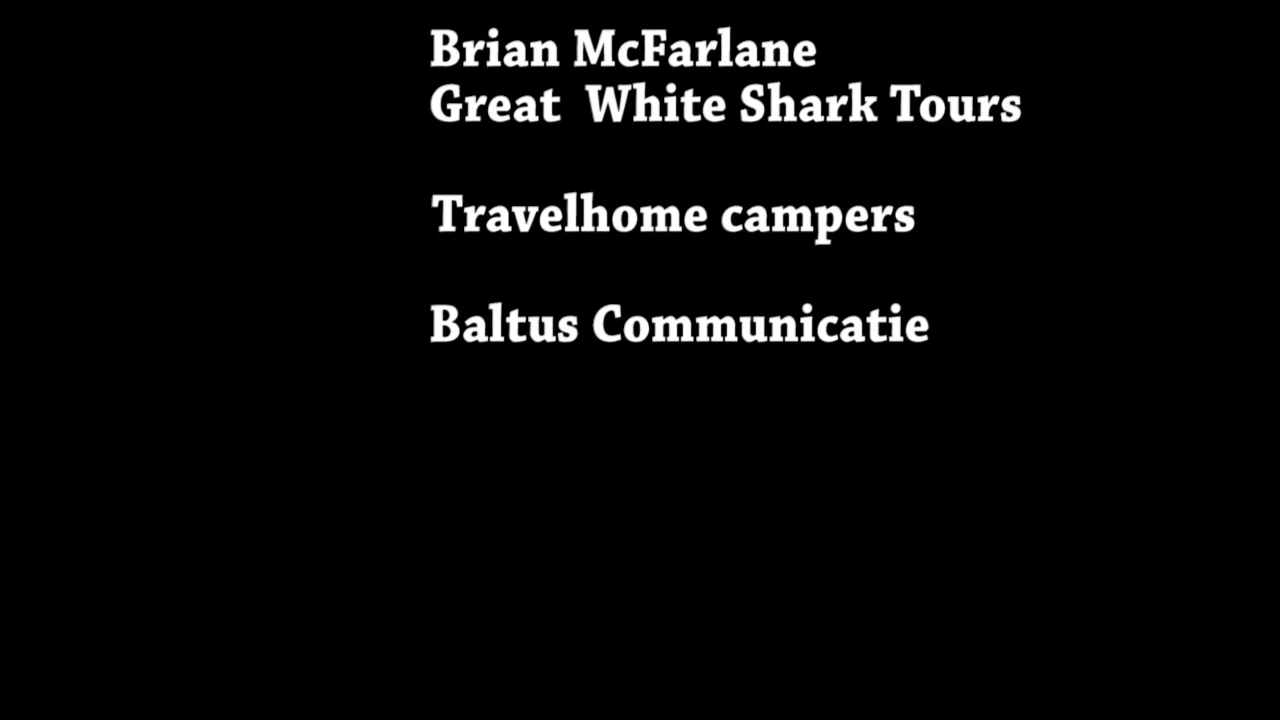 Brian McFarlane
Great  White Shark Tours
Travelhome campers
Baltus Communicatie